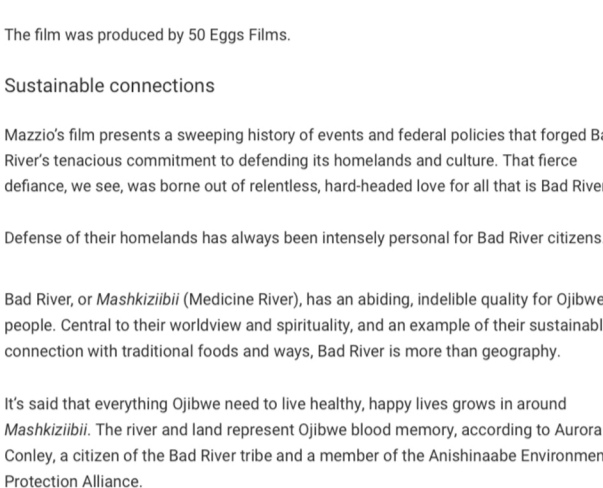 The film was produced by 50 Eggs Films.
Sustainable connections
Mazzio's film presents a sweeping history of events and federal policies that forged Ba
River's tenacious commitment to defending its homelands and culture. That fierce
defiance, we see, was borne out of relentless, hard-headed love for all that is Bad River
Defense of their homelands has always been intensely personal for Bad River citizens
Bad River, or Mashkiziibii (Medicine River), has an abiding, indelible quality for Ojibwe
people. Central to their worldview and spirituality, and an example of their sustainabl
connection with traditional foods and ways, Bad River is more than geography.
It's said that everything Ojibwe need to live healthy, happy lives grows in around
Mashkiziibii. The river and land represent Ojibwe blood memory, according to Aurora
Conley, a citizen of the Bad River tribe and a member of the Anishinaabe Environmen
Protection Alliance.